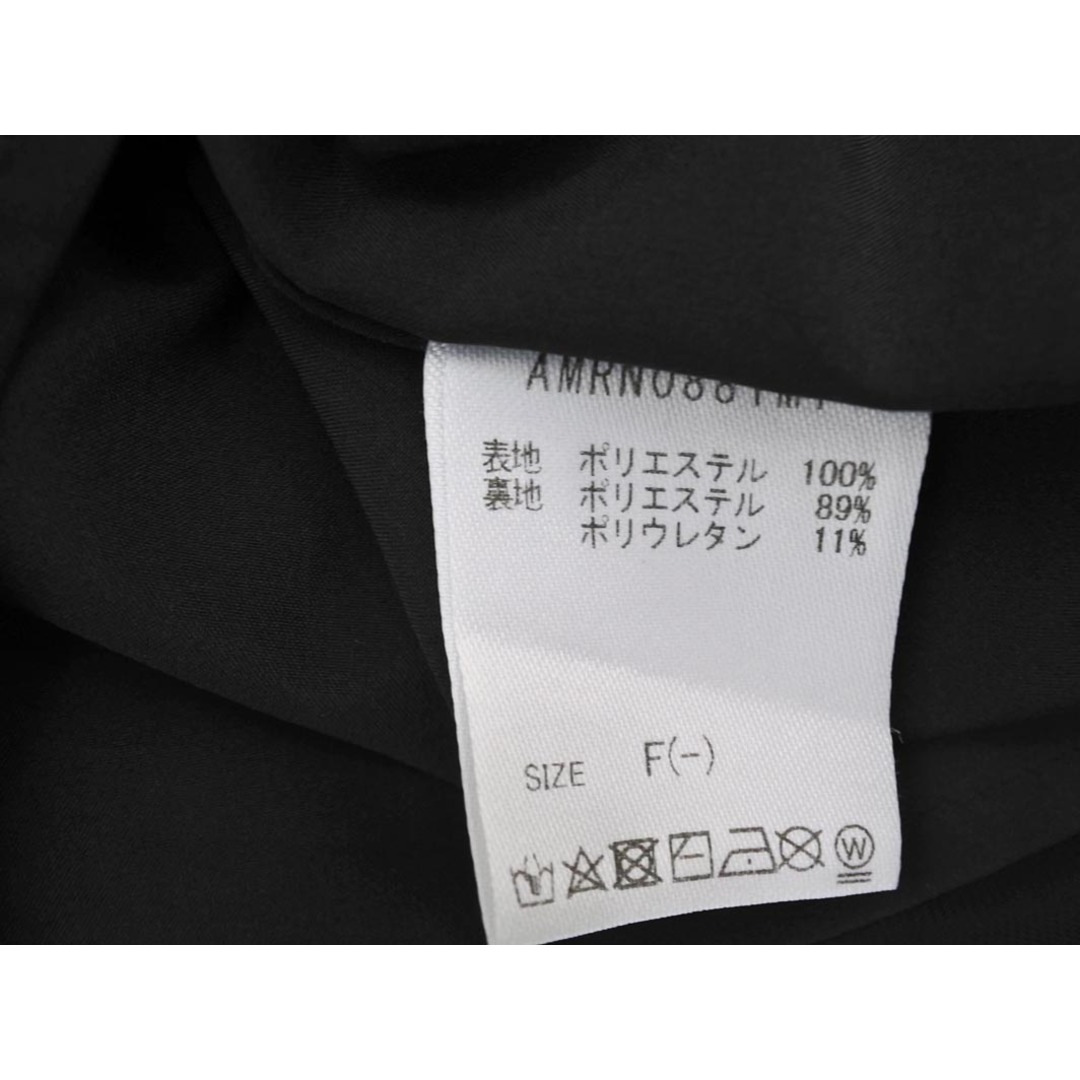 表地 ポリエステル 100%
裏地 ポリエステル 89%
ポリウレタン 11%
SIZE F(-)
W